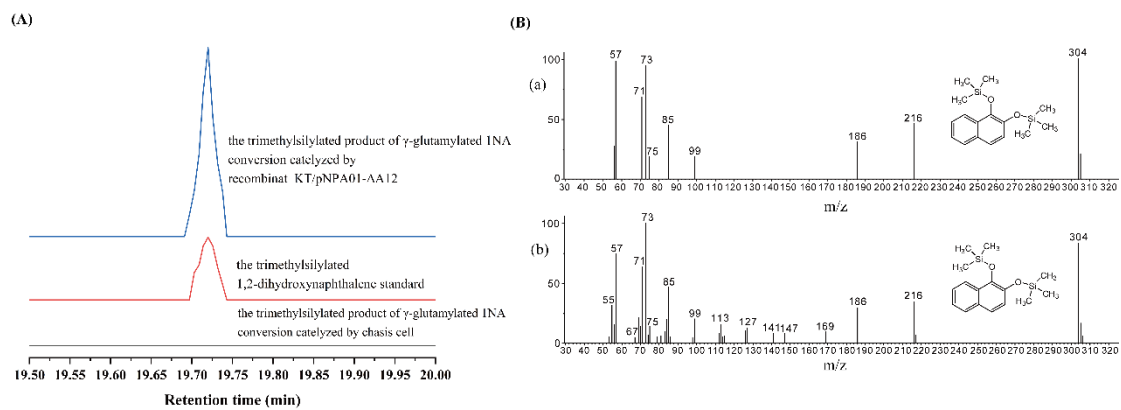 (A)
the trimethylsilylated product of γ-glutamylated 1NA
conversion catelyzed by
recombinat KT/pNPA01-AA12
the trimethylsilylated
1,2-dihydroxynaphthalene standard
the trimethylsilylated product of γ-glutamylated 1NA
conversion catelyzed by chasis cell
19.50 19.55 19.60 19.65 19.70 19.75 19.80 19.85 19.90 19.95 20.00
Retention time (min)
(B)
(a)
100
50
0
57
71
73
75
85
99
186
216
304
H₃C
CH₃
H₃C
Si
O
O
Si
CH₃
CH₃
CH₃
30 40 50 60 70 80 90 100 110 120 130 140 150 160 170 180 190 200 210 220 230 240 250 260 270 280 290 300 310 320
m/z
(b)
100
50
0
55
57
67
71
73
75
85
99
113
127
141
147
169
186
216
304
H₃C
CH₃
H₃C
Si
O
O
Si
CH₃
CH₃
30 40 50 60 70 80 90 100 110 120 130 140 150 160 170 180 190 200 210 220 230 240 250 260 270 280 290 300 310 320
m/z